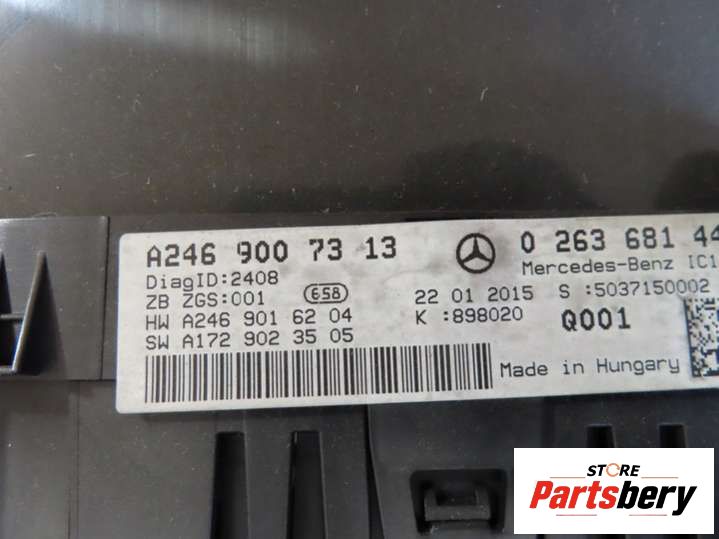 A246 900 73 13
0 263 681 44
DiagID:2408
Mercedes-Benz IC1
ZB ZGS:001
658
22 01 2015
S :5037150002
HW A246 901 62 04
K :898020
Q001
SW A172 902 35 05
Made in Hungary
STORE
Partsbery